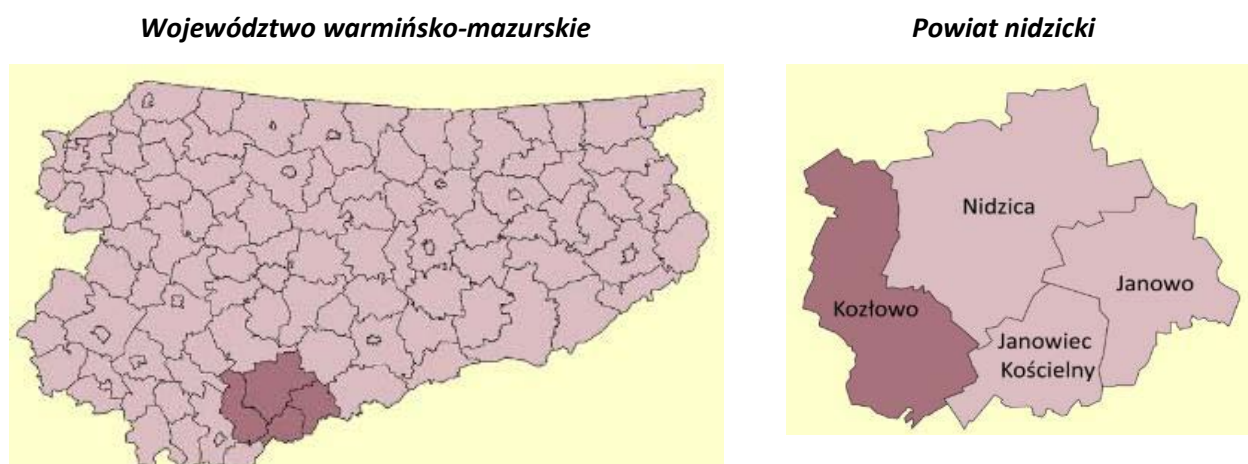 Województwo warmińsko-mazurskie
Powiat nidzicki
Nidzica
Janowo
Kozłowo
Janowiec
Kościelny